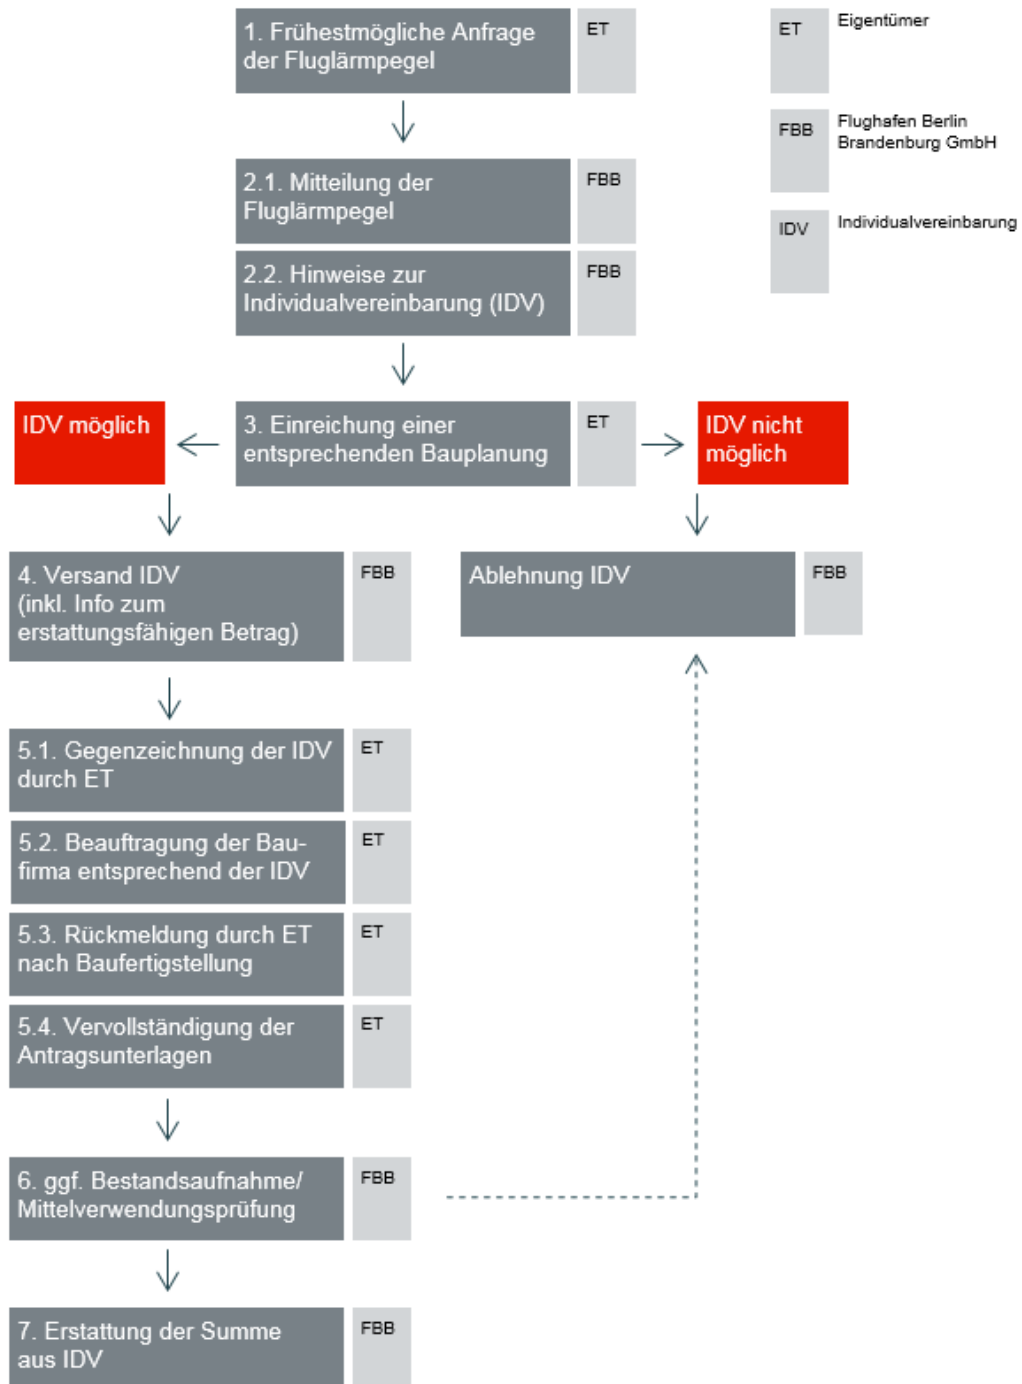 1. Frühestmögliche Anfrage
der Fluglärmpegel
ET
ET
Eigentümer
FBB
Flughafen Berlin
Brandenburg GmbH
IDV
Individualvereinbarung
2.1. Mitteilung der
Fluglärmpegel
FBB
2.2. Hinweise zur
Individualvereinbarung (IDV)
FBB
IDV möglich
3. Einreichung einer
entsprechenden Bauplanung
ET
IDV nicht
möglich
4. Versand IDV
(inkl. Info zum
erstattungsfähigen Betrag)
FBB
Ablehnung IDV
FBB
5.1. Gegenzeichnung der IDV
durch ET
ET
5.2. Beauftragung der Bau-
firma entsprechend der IDV
ET
5.3. Rückmeldung durch ET
nach Baufertigstellung
ET
5.4. Vervollständigung der
Antragsunterlagen
ET
6. ggf. Bestandsaufnahme/
Mittelverwendungsprüfung
FBB
7. Erstattung der Summe
aus IDV
FBB